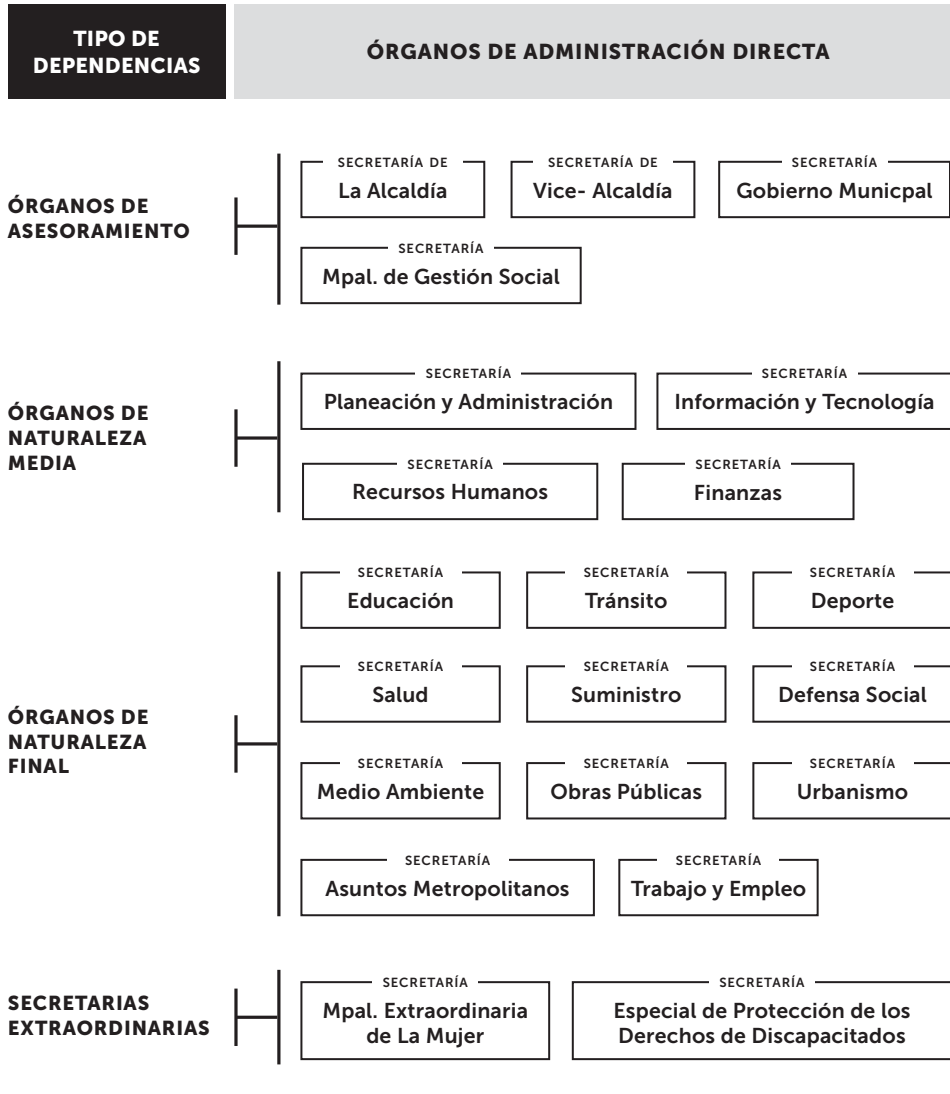 TIPO DE
DEPENDENCIAS
ÓRGANOS DE ADMINISTRACIÓN DIRECTA
ÓRGANOS DE
ASESORAMIENTO
SECRETARÍA DE
La Alcaldía
SECRETARÍA DE
Vice- Alcaldía
SECRETARÍA
Gobierno Municpal
SECRETARÍA
Mpal. de Gestión Social
ÓRGANOS DE
NATURALEZA
MEDIA
SECRETARÍA
Planeación y Administración
SECRETARÍA
Información y Tecnología
SECRETARÍA
Recursos Humanos
SECRETARÍA
Finanzas
ÓRGANOS DE
NATURALEZA
FINAL
SECRETARÍA
Educación
SECRETARÍA
Tránsito
SECRETARÍA
Deporte
SECRETARÍA
Salud
SECRETARÍA
Suministro
SECRETARÍA
Defensa Social
SECRETARÍA
Medio Ambiente
SECRETARÍA
Obras Públicas
SECRETARÍA
Urbanismo
SECRETARÍA
Asuntos Metropolitanos
SECRETARÍA
Trabajo y Empleo
SECRETARIAS
EXTRAORDINARIAS
SECRETARÍA
Mpal. Extraordinaria
de La Mujer
SECRETARÍA
Especial de Protección de los
Derechos de Discapacitados